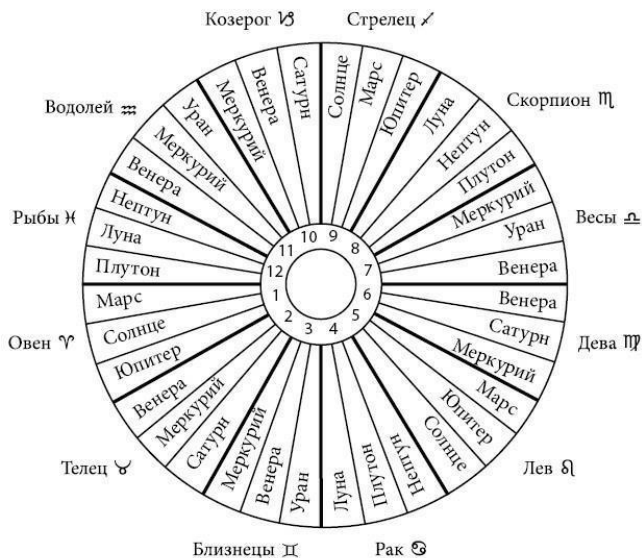 Козерог ♑
Стрелец ♐
Водолей ♒
Скорпион ♏
Рыбы ♓
Весы ♎
Овен ♈
Дева ♍
Телец ♉
Лев ♌
Близнецы ♊
Рак ♋
Марс
Солнце
Юпитер
Венера
Меркурий
Сатурн
Меркурий
Венера
Уран
Луна
Плутон
Нептун
Солнце
Юпитер
Марс
Меркурий
Сатурн
Венера
Венера
Уран
Меркурий
Плутон
Нептун
Луна
Юпитер
Марс
Солнце
Сатурн
Венера
Меркурий
Уран
Меркурий
Венера
Нептун
Луна
Плутон
1
2
3
4
5
6
7
8
9
10
11
12